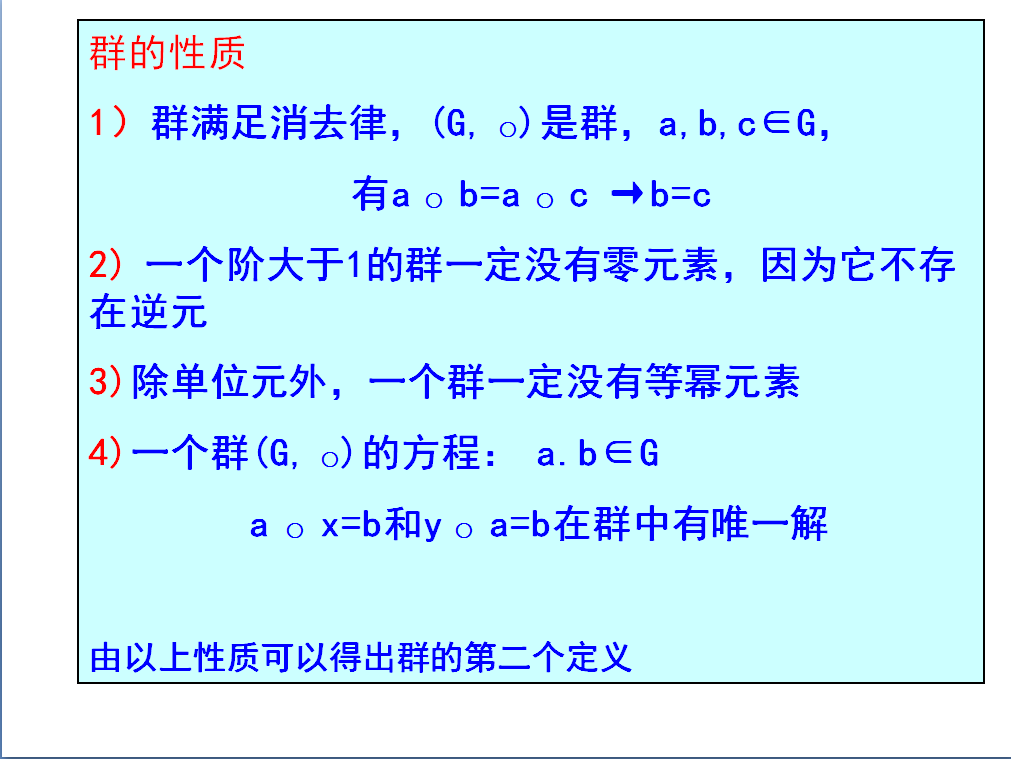 群的性质
1）群满足消去律，(G, ○)是群，a,b,c∈G，
有a ○ b=a ○ c →b=c
2) 一个阶大于1的群一定没有零元素，因为它不存
在逆元
3)除单位元外，一个群一定没有等幂元素
4)一个群(G, ○)的方程： a.b∈G
a ○ x=b和y ○ a=b在群中有唯一解
由以上性质可以得出群的第二个定义